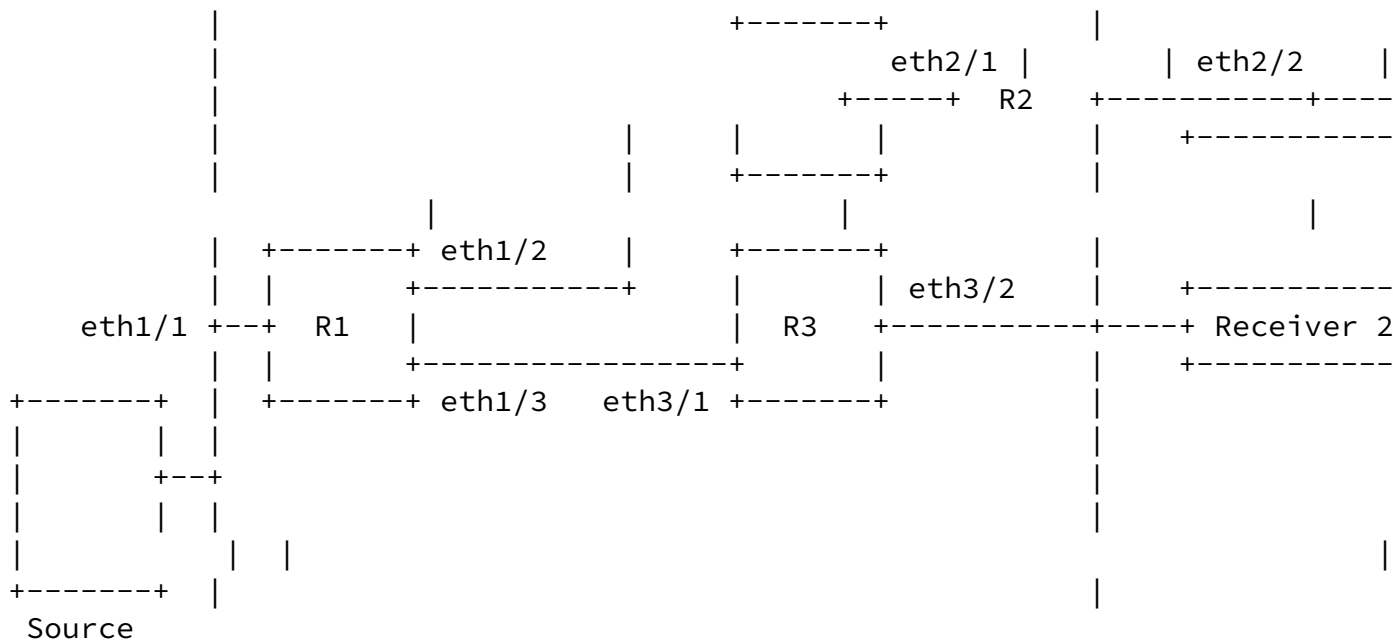 eth2/1 eth2/2
R2
eth1/2
eth3/2
eth1/1 R1 R3 Receiver 2
eth1/3 eth3/1
Source